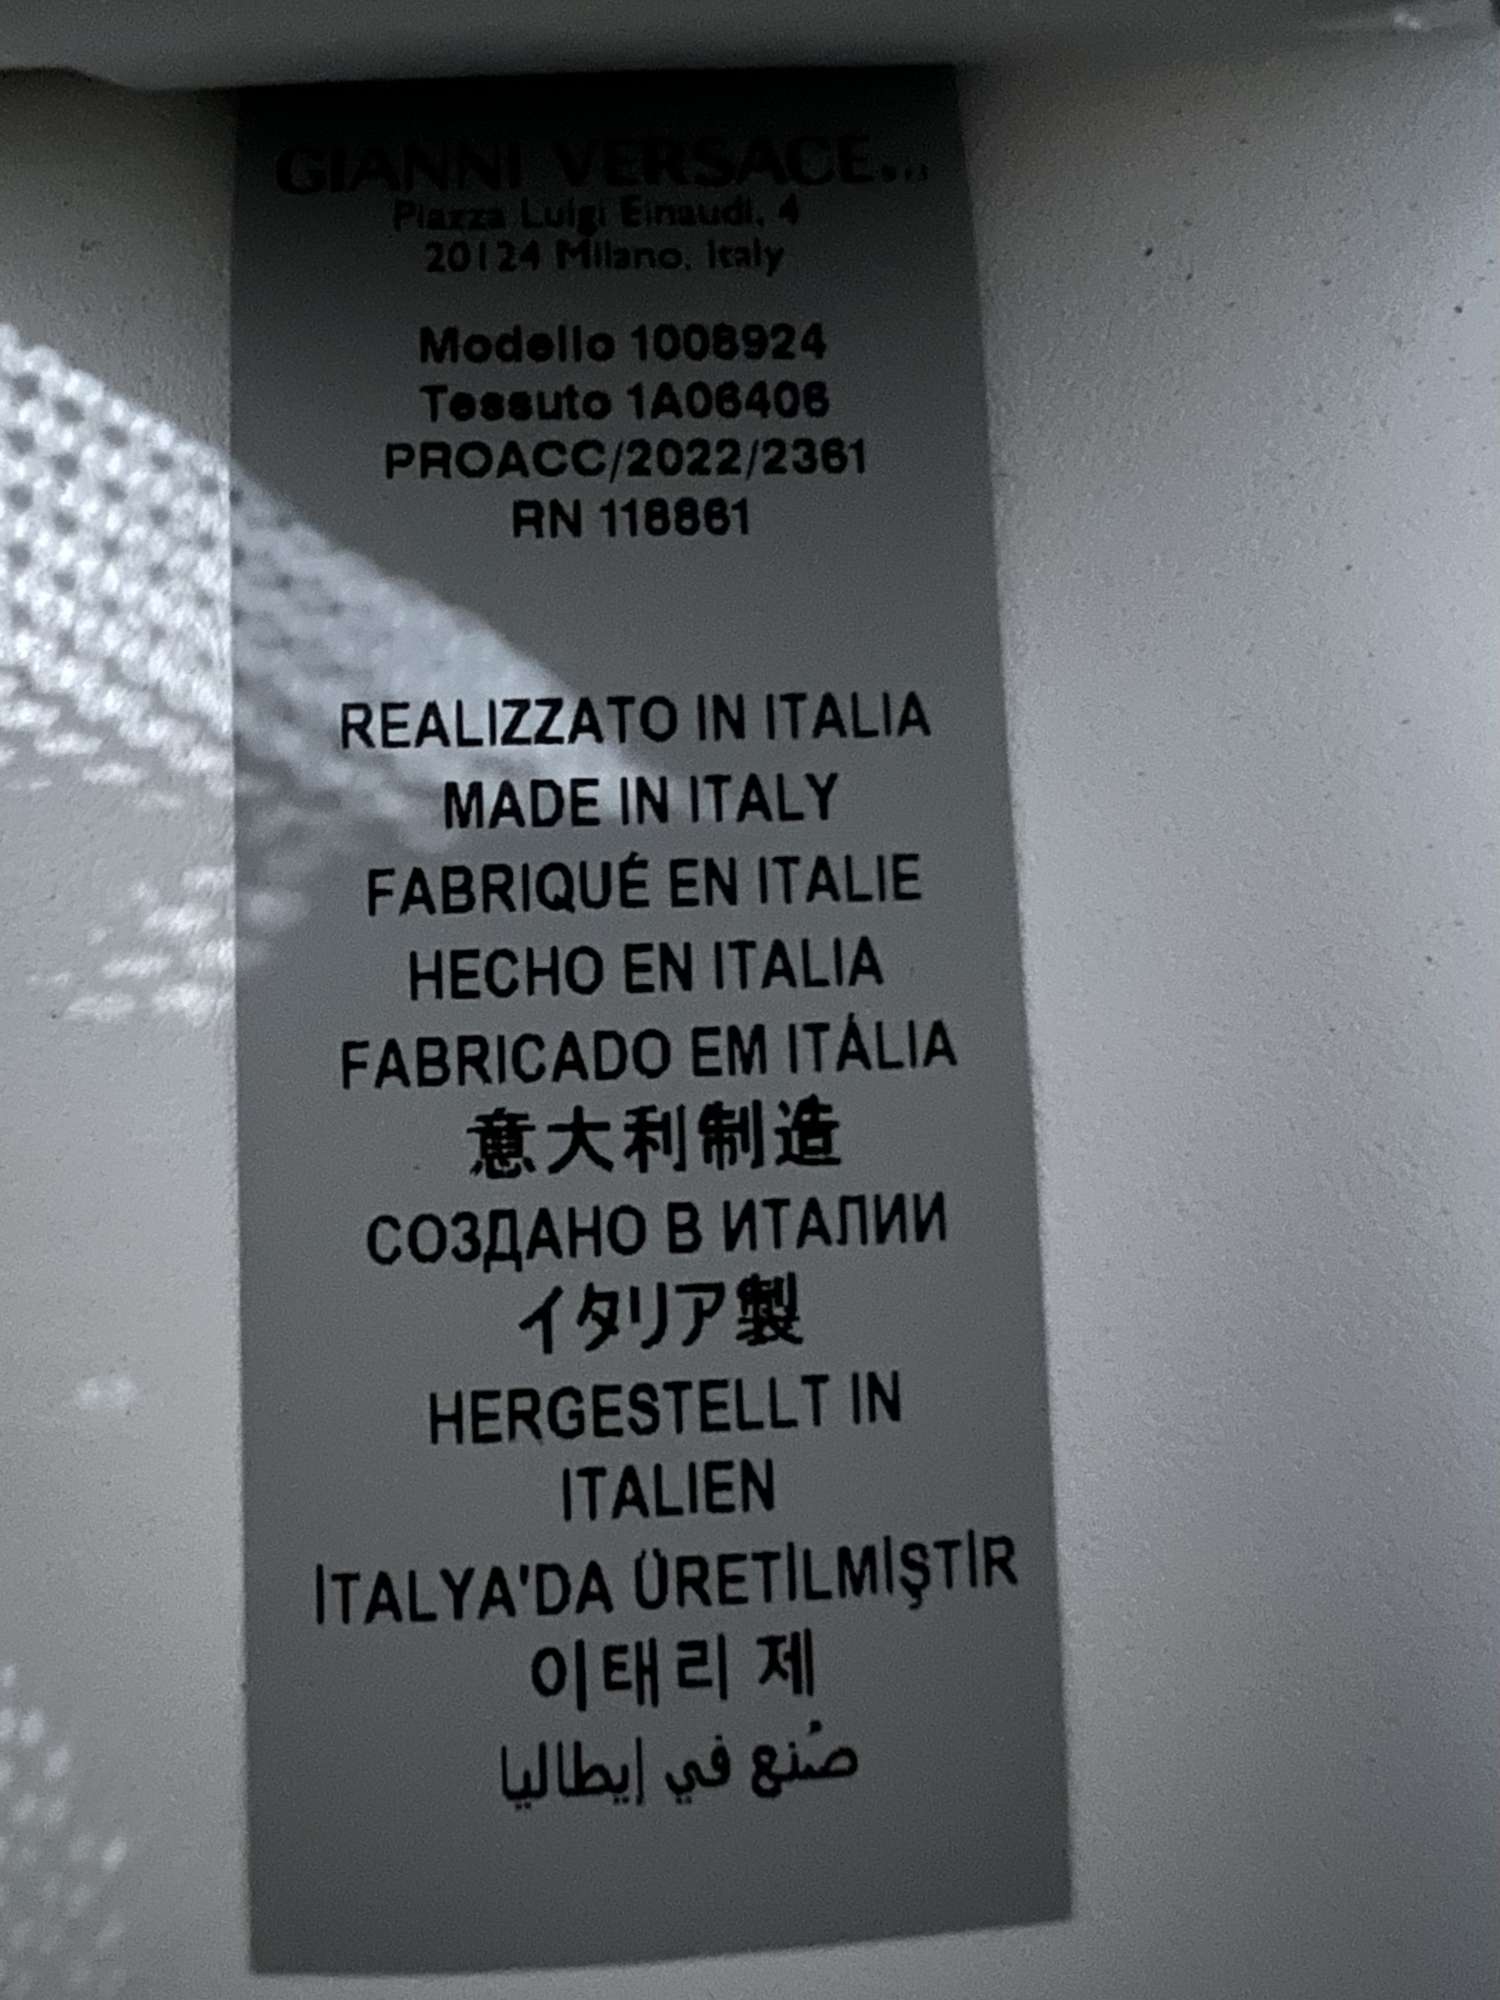 GIANNI VERSACE...
Piazza Luigi Einaudi, 4
20124 Milano, Italy
Modello 1008924
Tessuto 1A06406
PROACC/2022/2361
RN 118861
REALIZZATO IN ITALIA
MADE IN ITALY
FABRIQUÉ EN ITALIE
HECHO EN ITALIA
FABRICADO EM ITÁLIA
意大利制造
СОЗДАНО В ИТАЛИИ
イタリア製
HERGESTELLT IN
ITALIEN
İTALYA'DA ÜRETİLMİŞTİR
이태리 제
صُنع في إيطاليا